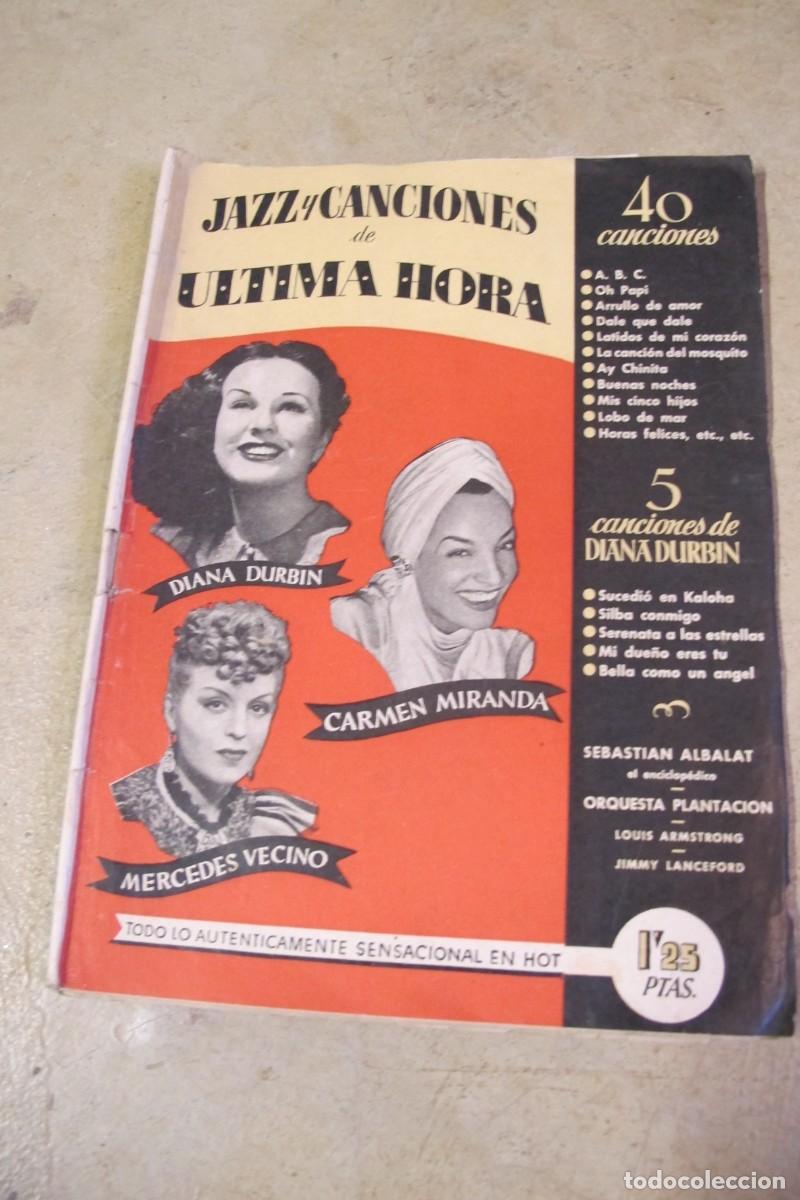 JAZZ y CANCIONES
de
ULTIMA HORA
DIANA DURBIN
CARMEN MIRANDA
MERCEDES VECINO
TODO LO AUTENTICAMENTE SENSACIONAL EN HOT
40
canciones
A. B. C.
Oh Papi
Arrullo de amor
Dale que dale
Latidos de mi corazón
La canción del mosquito
Ay Chinita
Buenas noches
Mis cinco hijos
Lobo de mar
Horas felices, etc., etc.
5
canciones de
DIANA DURBIN
Sucedió en Kaloha
Silba conmigo
Serenata a las estrellas
Mi dueño eres tu
Bella como un angel
SEBASTIAN ALBALAT
el enciclopédico
ORQUESTA PLANTACION
LOUIS ARMSTRONG
JIMMY LANCEFORD
1'25
PTAS.
todocoleccion